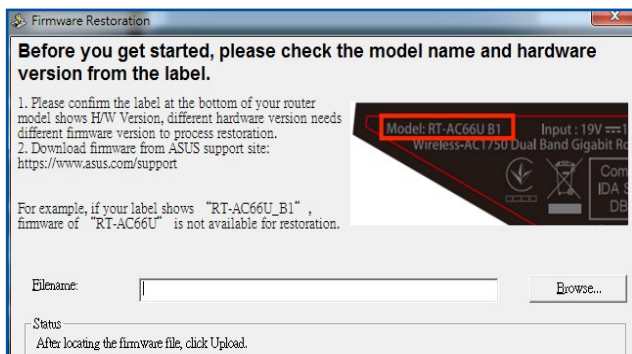 Firmware Restoration
Before you get started, please check the model name and hardware
version from the label.
1. Please confirm the label at the bottom of your router
model shows H/W Version, different hardware version needs
different firmware version to process restoration.
2. Download firmware from ASUS support site:
https://www.asus.com/support
For example, if your label shows “RT-AC66U_B1”,
firmware of “RT-AC66U” is not available for restoration.
Model: RT-AC66U B1 Input : 19V
Wireless-AC1750 Dual Band Gigabit
Com
IDA S
DB
Filename:
Browse...
Status
After locating the firmware file, click Upload.